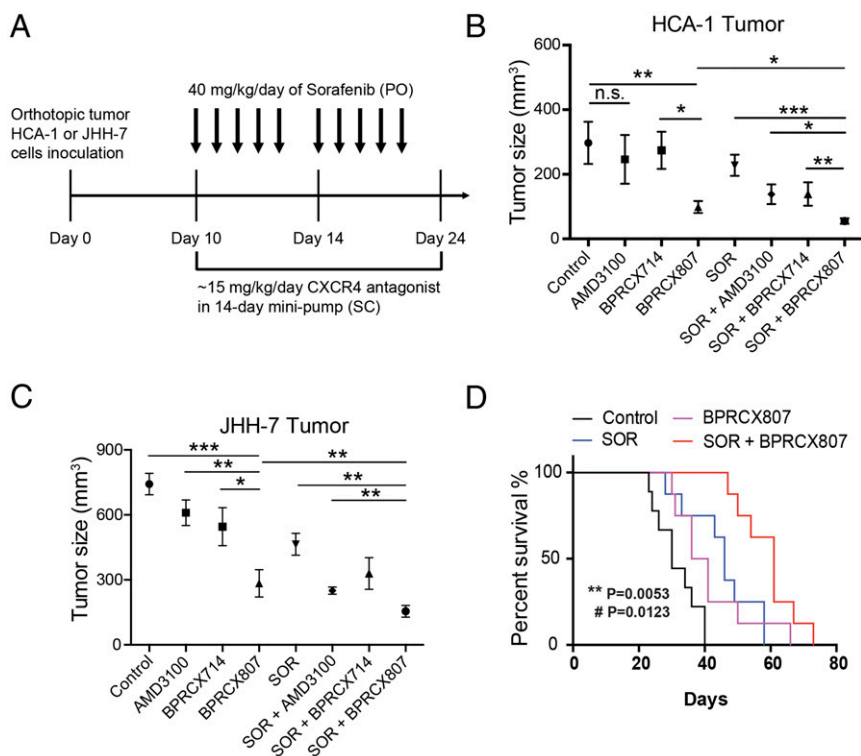 A
40 mg/kg/day of Sorafenib (PO)
Orthotopic tumor
HCA-1 or JHH-7
cells inoculation
Day 0
Day 10
Day 14
Day 24
~15 mg/kg/day CXCR4 antagonist
in 14-day mini-pump (SC)
B
HCA-1 Tumor
Tumor size (mm³)
600
400
200
0
**
*
n.s.
*
***
*
**
Control
AMD3100
BPRCX714
BPRCX807
SOR
SOR + AMD3100
SOR + BPRCX714
SOR + BPRCX807
C
JHH-7 Tumor
Tumor size (mm³)
900
600
300
0
***
**
**
**
*
**
Control
AMD3100
BPRCX714
BPRCX807
SOR
SOR + AMD3100
SOR + BPRCX714
SOR + BPRCX807
D
Control
BPRCX807
SOR
SOR + BPRCX807
Percent survival %
100
50
0
** P=0.0053
# P=0.0123
0
20
40
60
80
Days